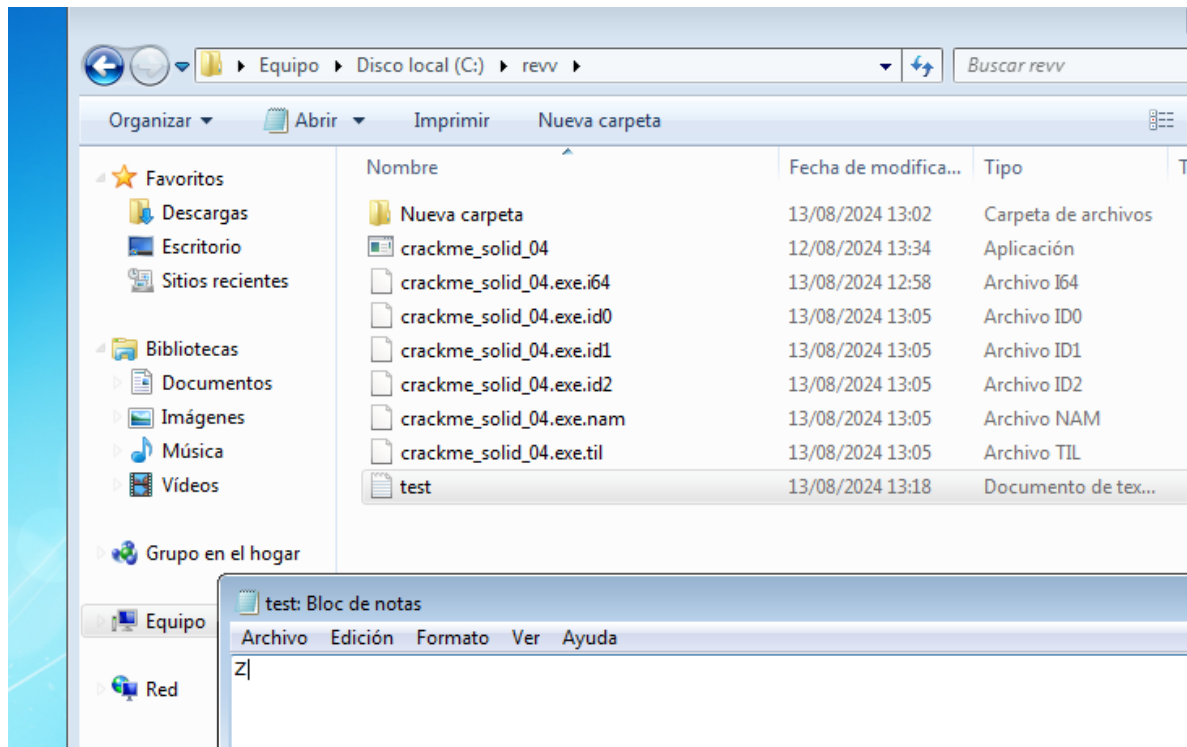 Equipo ▸ Disco local (C:) ▸ revv ▸
Buscar revv
Organizar
Abrir
Imprimir
Nueva carpeta
Favoritos
Descargas
Escritorio
Sitios recientes
Bibliotecas
Documentos
Imágenes
Música
Vídeos
Grupo en el hogar
Equipo
Red
Nombre Fecha de modifica... Tipo T
Nueva carpeta 13/08/2024 13:02 Carpeta de archivos
crackme_solid_04 12/08/2024 13:34 Aplicación
crackme_solid_04.exe.i64 13/08/2024 12:58 Archivo I64
crackme_solid_04.exe.id0 13/08/2024 13:05 Archivo ID0
crackme_solid_04.exe.id1 13/08/2024 13:05 Archivo ID1
crackme_solid_04.exe.id2 13/08/2024 13:05 Archivo ID2
crackme_solid_04.exe.nam 13/08/2024 13:05 Archivo NAM
crackme_solid_04.exe.til 13/08/2024 13:05 Archivo TIL
test 13/08/2024 13:18 Documento de tex...
test: Bloc de notas
Archivo Edición Formato Ver Ayuda
Z